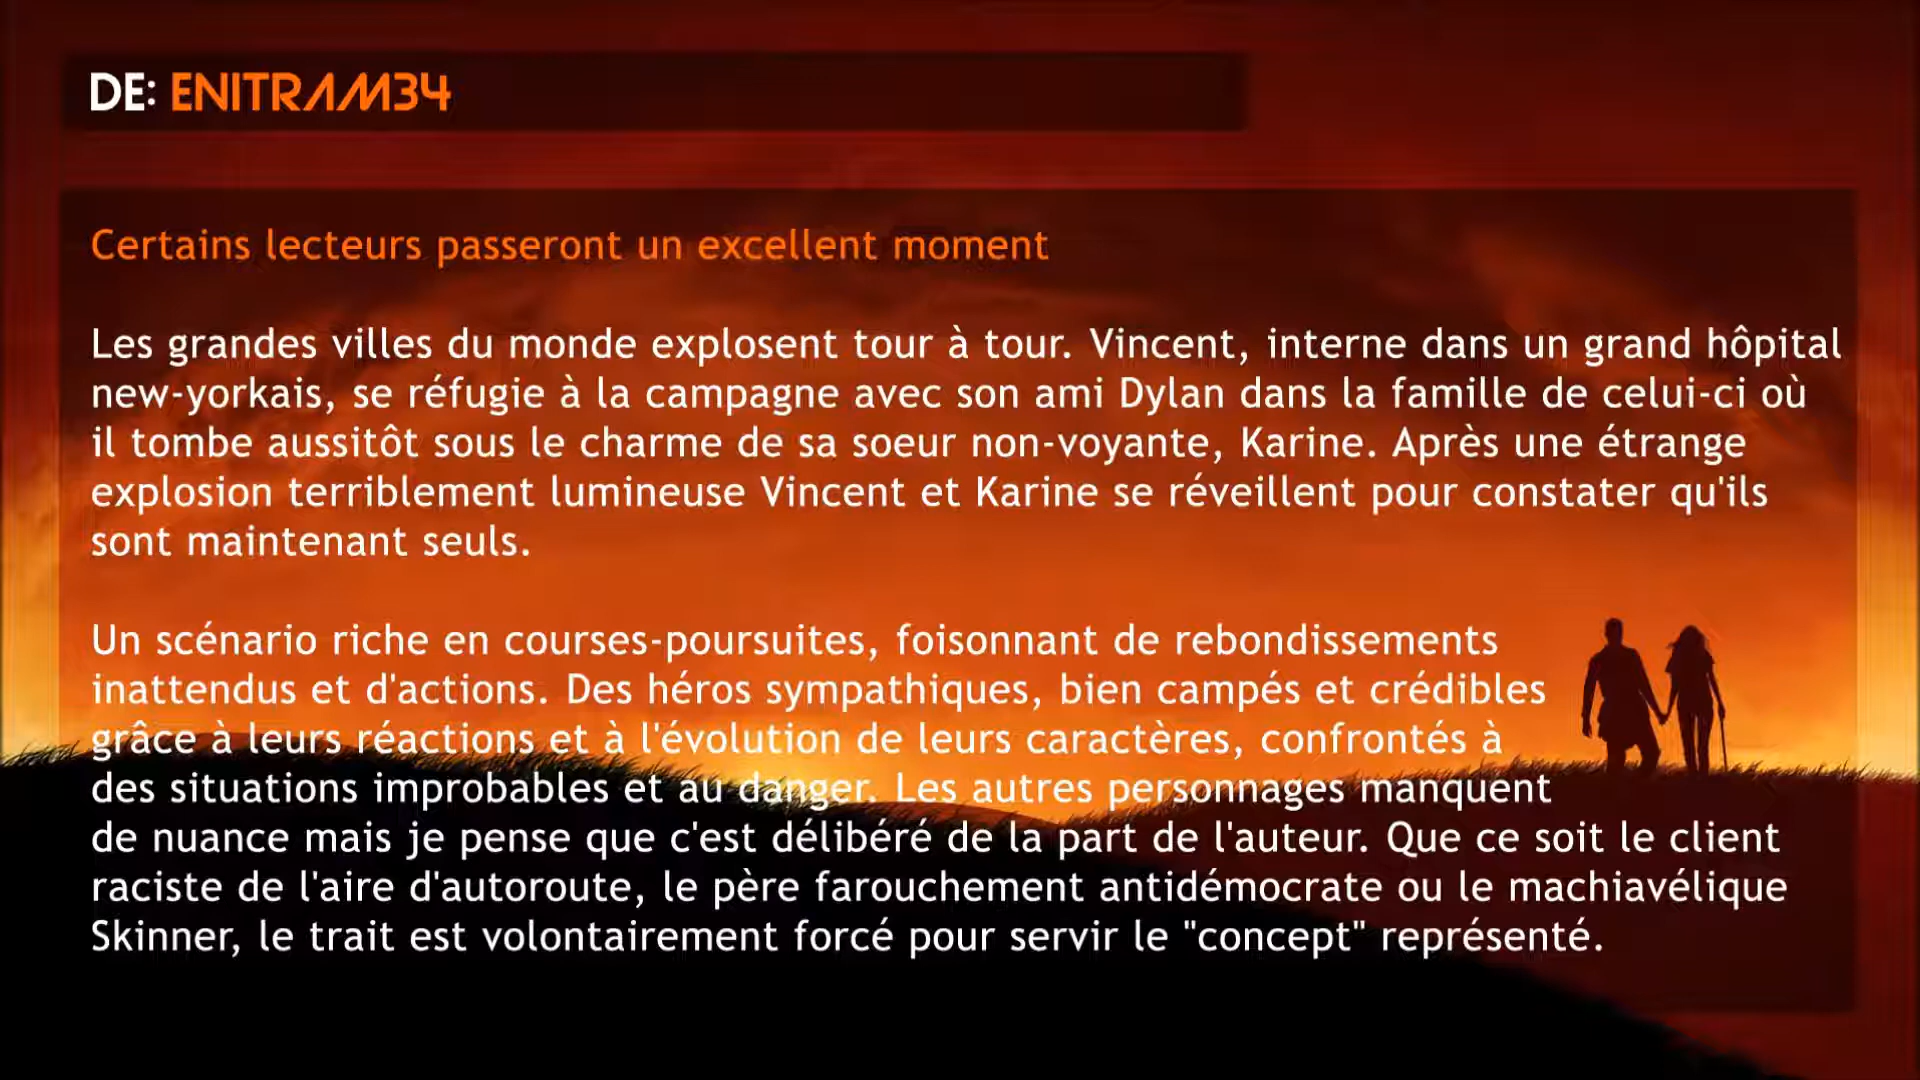 DE: ENITRAM34
Certains lecteurs passeront un excellent moment
Les grandes villes du monde explosent tour à tour. Vincent, interne dans un grand hôpital
new-yorkais, se réfugie à la campagne avec son ami Dylan dans la famille de celui-ci où
il tombe aussitôt sous le charme de sa soeur non-voyante, Karine. Après une étrange
explosion terriblement lumineuse Vincent et Karine se réveillent pour constater qu'ils
sont maintenant seuls.
Un scénario riche en courses-poursuites, foisonnant de rebondissements
inattendus et d'actions. Des héros sympathiques, bien campés et crédibles
grâce à leurs réactions et à l'évolution de leurs caractères, confrontés à
des situations improbables et au danger. Les autres personnages manquent
de nuance mais je pense que c'est délibéré de la part de l'auteur. Que ce soit le client
raciste de l'aire d'autoroute, le père farouchement antidémocrate ou le machiavélique
Skinner, le trait est volontairement forcé pour servir le "concept" représenté.